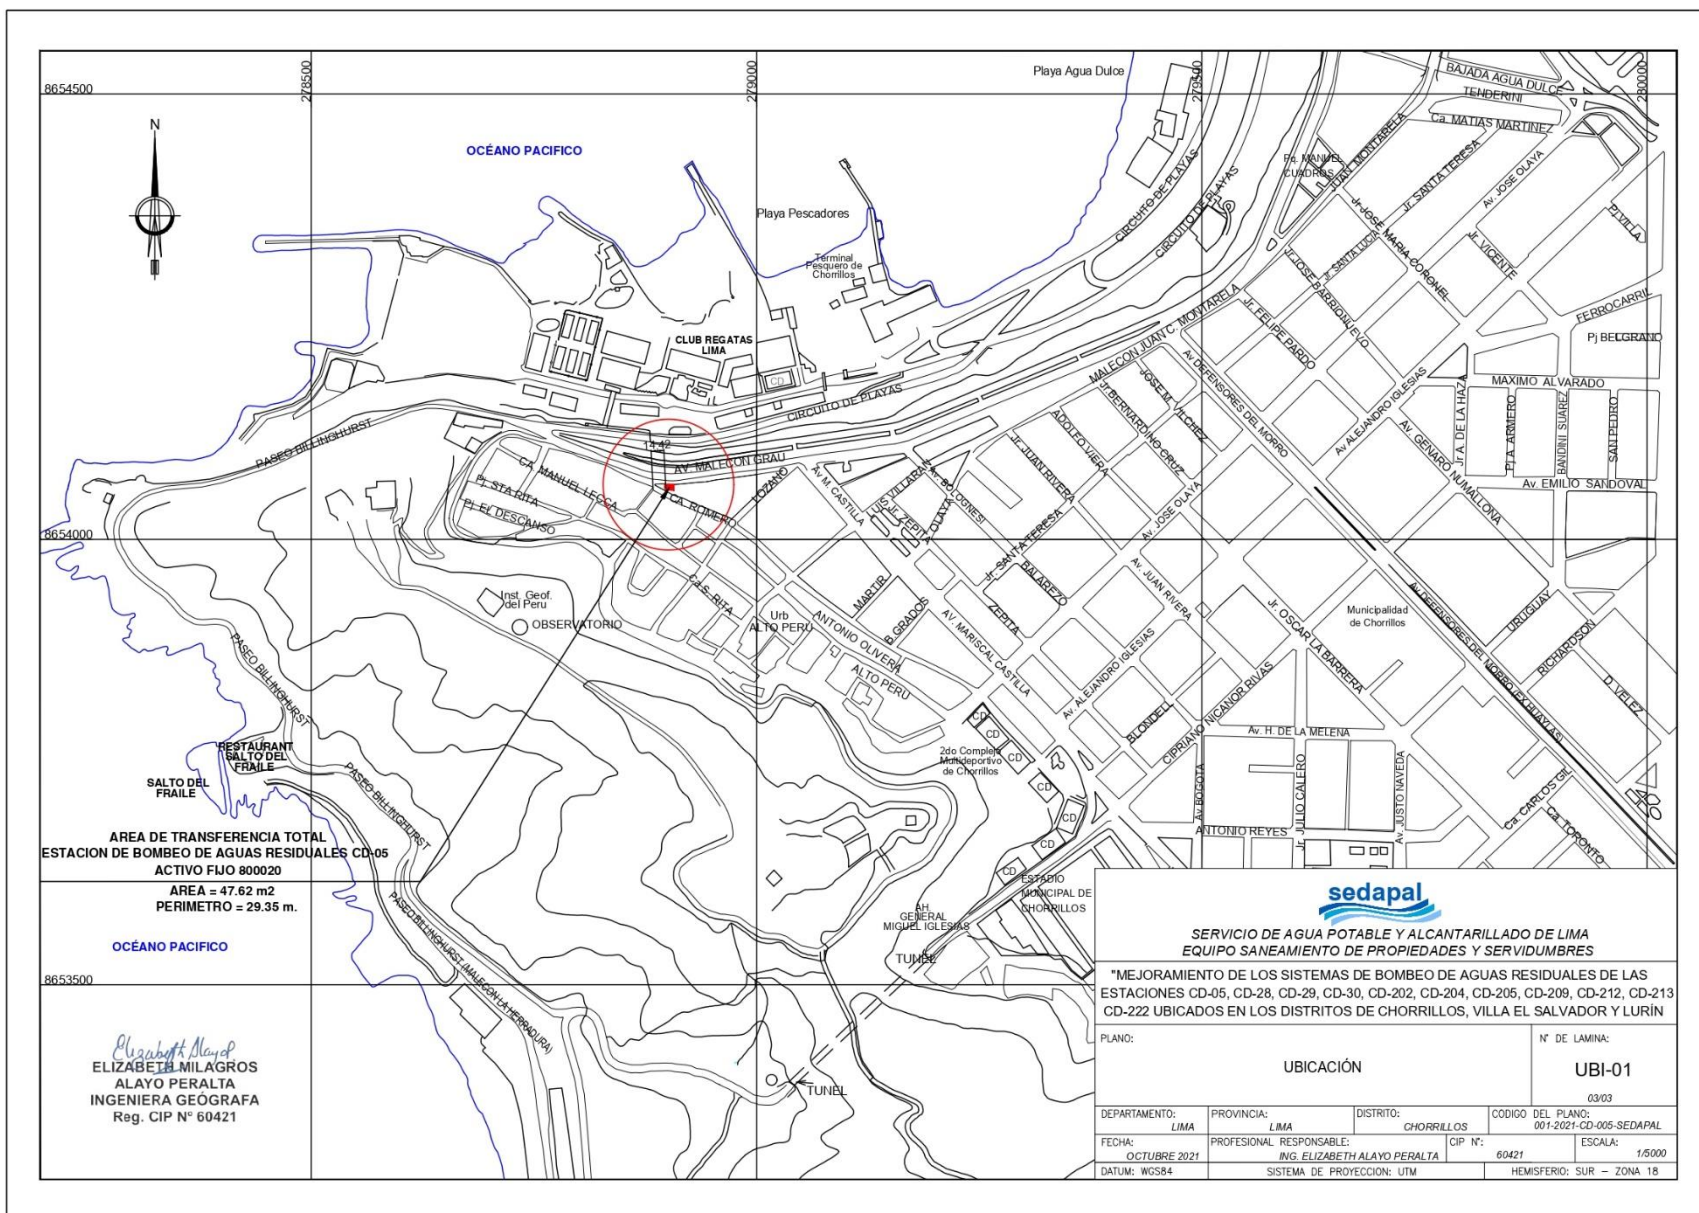 8654500
278500
279000
279500
280000
N
OCÉANO PACIFICO
Playa Agua Dulce
BAJADA AGUA DULCE
TENDERINI
Ca. MATIAS MARTINEZ
Pq. MANUEL
CUADROS
JUAN MONTARELA
Jr. SANTA TERESA
Av. JOSE OLAYA
Playa Pescadores
CIRCUITO DE PLAYAS
CIRCUITO DE PLAYAS
Jr JOSE MARIA CORONEL
Jr. SANTA LUCIA
Jr. VICENTE
Pj VILLA
Terminal
Pesquero de
Chorrillos
Jr.JOSE BARRIONUEVO
Jr. FELIPE PARDO
FERROCARRIL
Pj BELGRANO
CLUB REGATAS
LIMA
CD
MALECON JUAN C. MONTARELA
MAXIMO ALVARADO
CIRCUITO DE PLAYAS
Av DEFENSORES DEL MORRO
JOSE M. VILCHEZ
Jr.BERNARDINO CRUZ
ADOLFO VIERA
Jr. JUAN RIVERA
Av ALEJANDRO IGLESIAS
Av. GENARO NUMALLONA
Jr A. DE LA HAZA
Pj A. ARMERO
BANDINI SUAREZ
SAN PEDRO
PASEO BILLINGHURST
14.42
AV. MALECON GRAU
CA. MANUEL LECCA
Pj. STA RITA
Pj. EL DESCANSO
CA. ROMERO
LOZANO
Av M. CASTILLA
LUIS VILLARAN
Av. BOLOGNESI
Jr. ZEPITA
OLAYA
Av. EMILIO SANDOVAL
Jr. SANTA TERESA
Av. JOSE OLAYA
8654000
BALAREZO
ZEPITA
Av. JUAN RIVERA
Inst. Geof.
del Peru
OBSERVATORIO
Ca S. RITA
Urb
ALTO PERU
ANTONIO OLIVERA
ALTO PERU
MARTIR
B. GRADOS
AV. MARISCAL CASTILLA
Av. ALEJANDRO IGLESIAS
Jr. OSCAR LA BARRERA
Municipalidad
de Chorrillos
AV.DEFENSORES DEL MORRO (EX HUAYLAS)
URUGUAY
RICHARDSON
D. VELEZ
PASEO BILLINGHURST
BLONDELL
CIPRIANO NICANOR RIVAS
Av. H. DE LA MELENA
RESTAURANT
SALTO DEL
FRAILE
SALTO DEL
FRAILE
PASEO BILLINGHURST
CD
CD
CD
CD
CD
CD
CD
2do Complejo
Multideportivo
de Chorrillos
Av BOGOTA
Jr. JULIO CALERO
Av. JUSTO NAVEDA
Ca. CARLOS GIL
Ca. TORONTO
ANTONIO REYES
AREA DE TRANSFERENCIA TOTAL
ESTACION DE BOMBEO DE AGUAS RESIDUALES CD-05
ACTIVO FIJO 800020
AREA = 47.62 m2
PERIMETRO = 29.35 m.
OCÉANO PACIFICO
PASEO BILLINGHURST (MALECON LA HERRADURA)
ESTADIO
MUNICIPAL DE
CHORRILLOS
AH.
GENERAL
MIGUEL IGLESIAS
TUNEL
TUNEL
8653500
Elizabeth Alayo P
ELIZABETH MILAGROS
ALAYO PERALTA
INGENIERA GEÓGRAFA
Reg. CIP N° 60421
sedapal
SERVICIO DE AGUA POTABLE Y ALCANTARILLADO DE LIMA
EQUIPO SANEAMIENTO DE PROPIEDADES Y SERVIDUMBRES
"MEJORAMIENTO DE LOS SISTEMAS DE BOMBEO DE AGUAS RESIDUALES DE LAS
ESTACIONES CD-05, CD-28, CD-29, CD-30, CD-202, CD-204, CD-205, CD-209, CD-212, CD-213
CD-222 UBICADOS EN LOS DISTRITOS DE CHORRILLOS, VILLA EL SALVADOR Y LURÍN
PLANO:
UBICACIÓN
N° DE LAMINA:
UBI-01
03/03
DEPARTAMENTO: LIMA
PROVINCIA: LIMA
DISTRITO: CHORRILLOS
CODIGO DEL PLANO: 001-2021-CD-005-SEDAPAL
FECHA: OCTUBRE 2021
PROFESIONAL RESPONSABLE: ING. ELIZABETH ALAYO PERALTA
CIP N°: 60421
ESCALA: 1/5000
DATUM: WGS84
SISTEMA DE PROYECCION: UTM
HEMISFERIO: SUR – ZONA 18